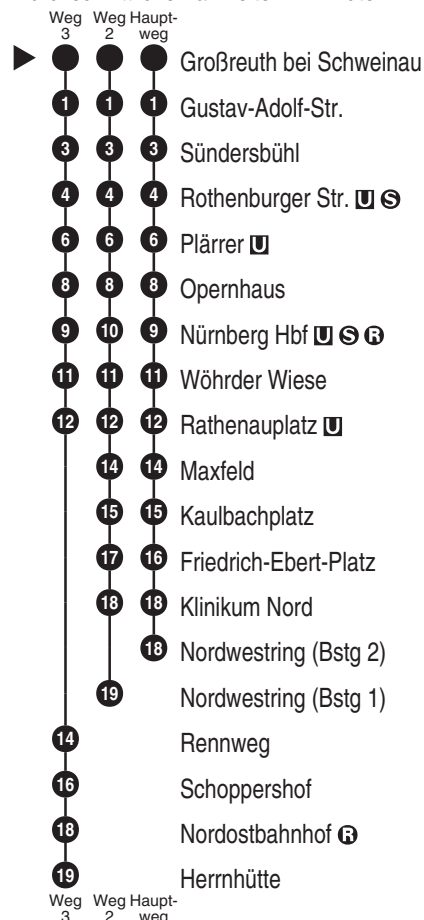 Weg Weg Haupt-
3 2 weg
Großreuth bei Schweinau
1 1 1 Gustav-Adolf-Str.
3 3 3 Sündersbühl
4 4 4 Rothenburger Str. U S
6 6 6 Plärrer U
8 8 8 Opernhaus
9 10 9 Nürnberg Hbf U S R
11 11 11 Wöhrder Wiese
12 12 12 Rathenauplatz U
14 14 Maxfeld
15 15 Kaulbachplatz
17 16 Friedrich-Ebert-Platz
18 18 Klinikum Nord
18 Nordwestring (Bstg 2)
19 Nordwestring (Bstg 1)
14 Rennweg
16 Schoppershof
18 Nordostbahnhof R
19 Herrnhütte
Weg Weg Haupt-
3 2 weg